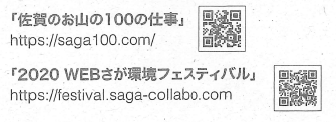 「佐賀のお山の100の仕事」
https://saga100.com/
「2020 WEBさが環境フェスティバル」
https://festival.saga-collabo.com